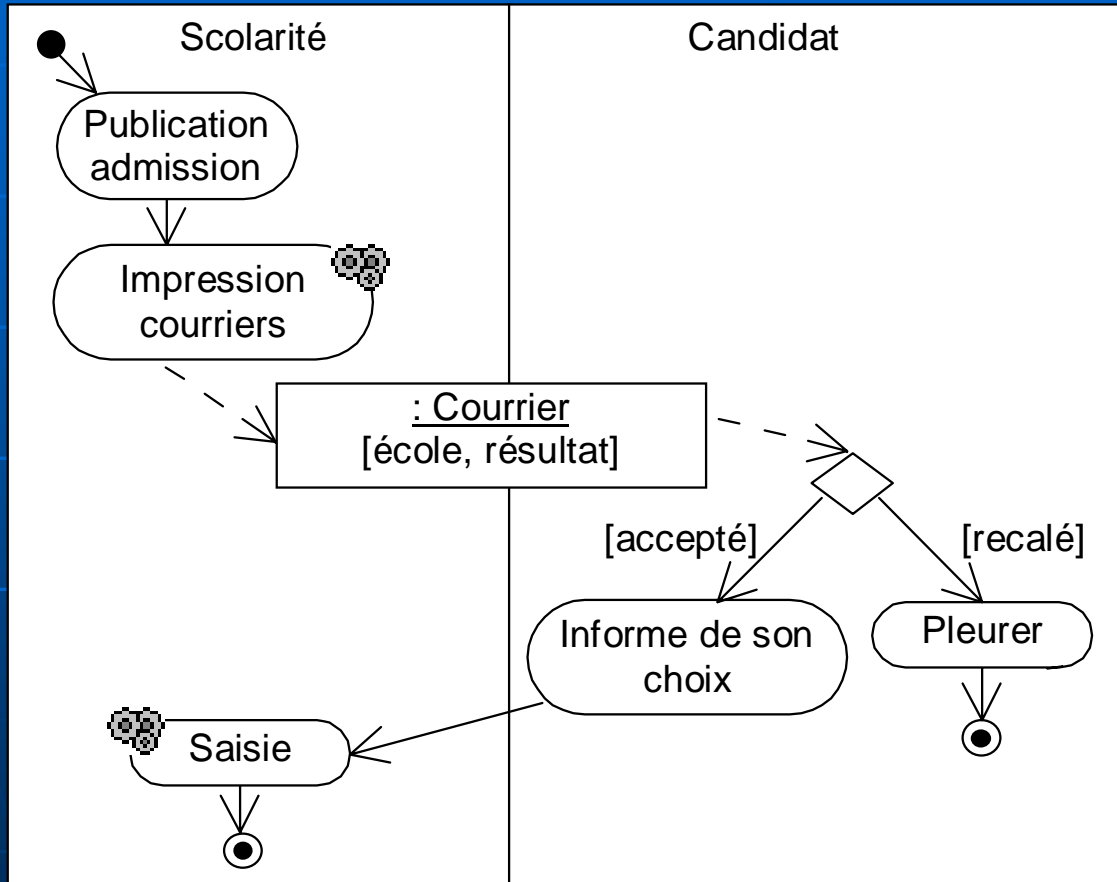 Scolarité
Candidat
Publication
admission
Impression
courriers
: Courrier
[école, résultat]
[accepté]
[recalé]
Informe de son
choix
Pleurer
Saisie